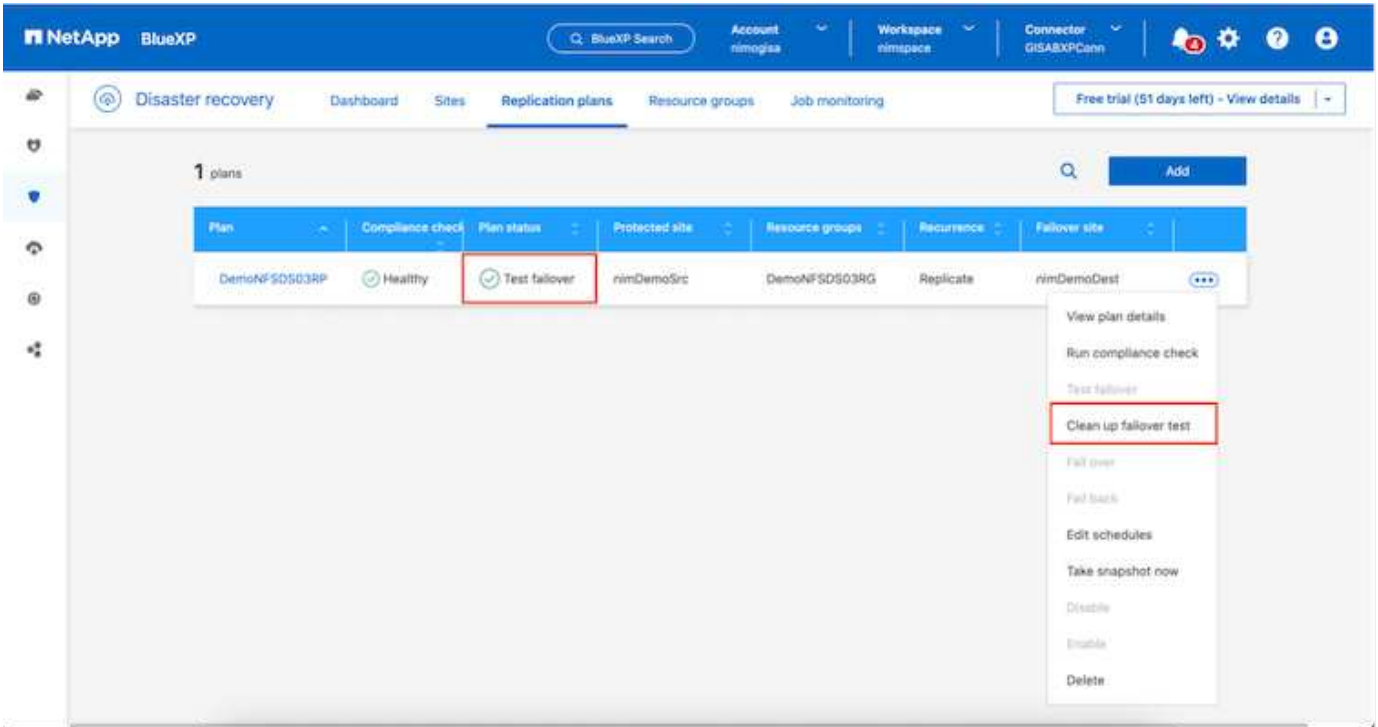 NetApp BlueXP
BlueXP Search
Account
nimogisa
Workspace
nimspace
Connector
GISABXPConn
4
Disaster recovery
Dashboard
Sites
Replication plans
Resource groups
Job monitoring
Free trial (51 days left) - View details
1 plans
Add
Plan
Compliance check
Plan status
Protected site
Resource groups
Recurrence
Failover site
DemoNFSDS03RP
Healthy
Test failover
nimDemoSrc
DemoNFSDS03RG
Replicate
nimDemoDest
View plan details
Run compliance check
Test failover
Clean up failover test
Fail over
Fail back
Edit schedules
Take snapshot now
Disable
Enable
Delete